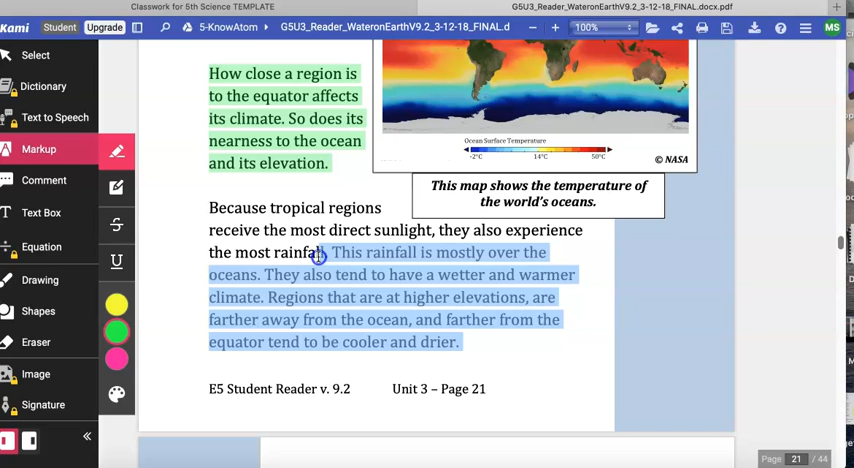 Classwork for 5th Science TEMPLATE
G5U3_Reader_WateronEarthV9.2_3-12-18_FINAL.docx.pdf
Kami
Student
Upgrade
5-KnowAtom
G5U3_Reader_WateronEarthV9.2_3-12-18_FINAL.d
100%
MS
Select
Dictionary
Text to Speech
Markup
Comment
Text Box
Equation
Drawing
Shapes
Eraser
Image
Signature
How close a region is
to the equator affects
its climate. So does its
nearness to the ocean
and its elevation.
Ocean Surface Temperature
-2°C 14°C 50°C
© NASA
This map shows the temperature of
the world's oceans.
Because tropical regions
receive the most direct sunlight, they also experience
the most rainfall. This rainfall is mostly over the
oceans. They also tend to have a wetter and warmer
climate. Regions that are at higher elevations, are
farther away from the ocean, and farther from the
equator tend to be cooler and drier.
E5 Student Reader v. 9.2 Unit 3 – Page 21
Page 21 / 44